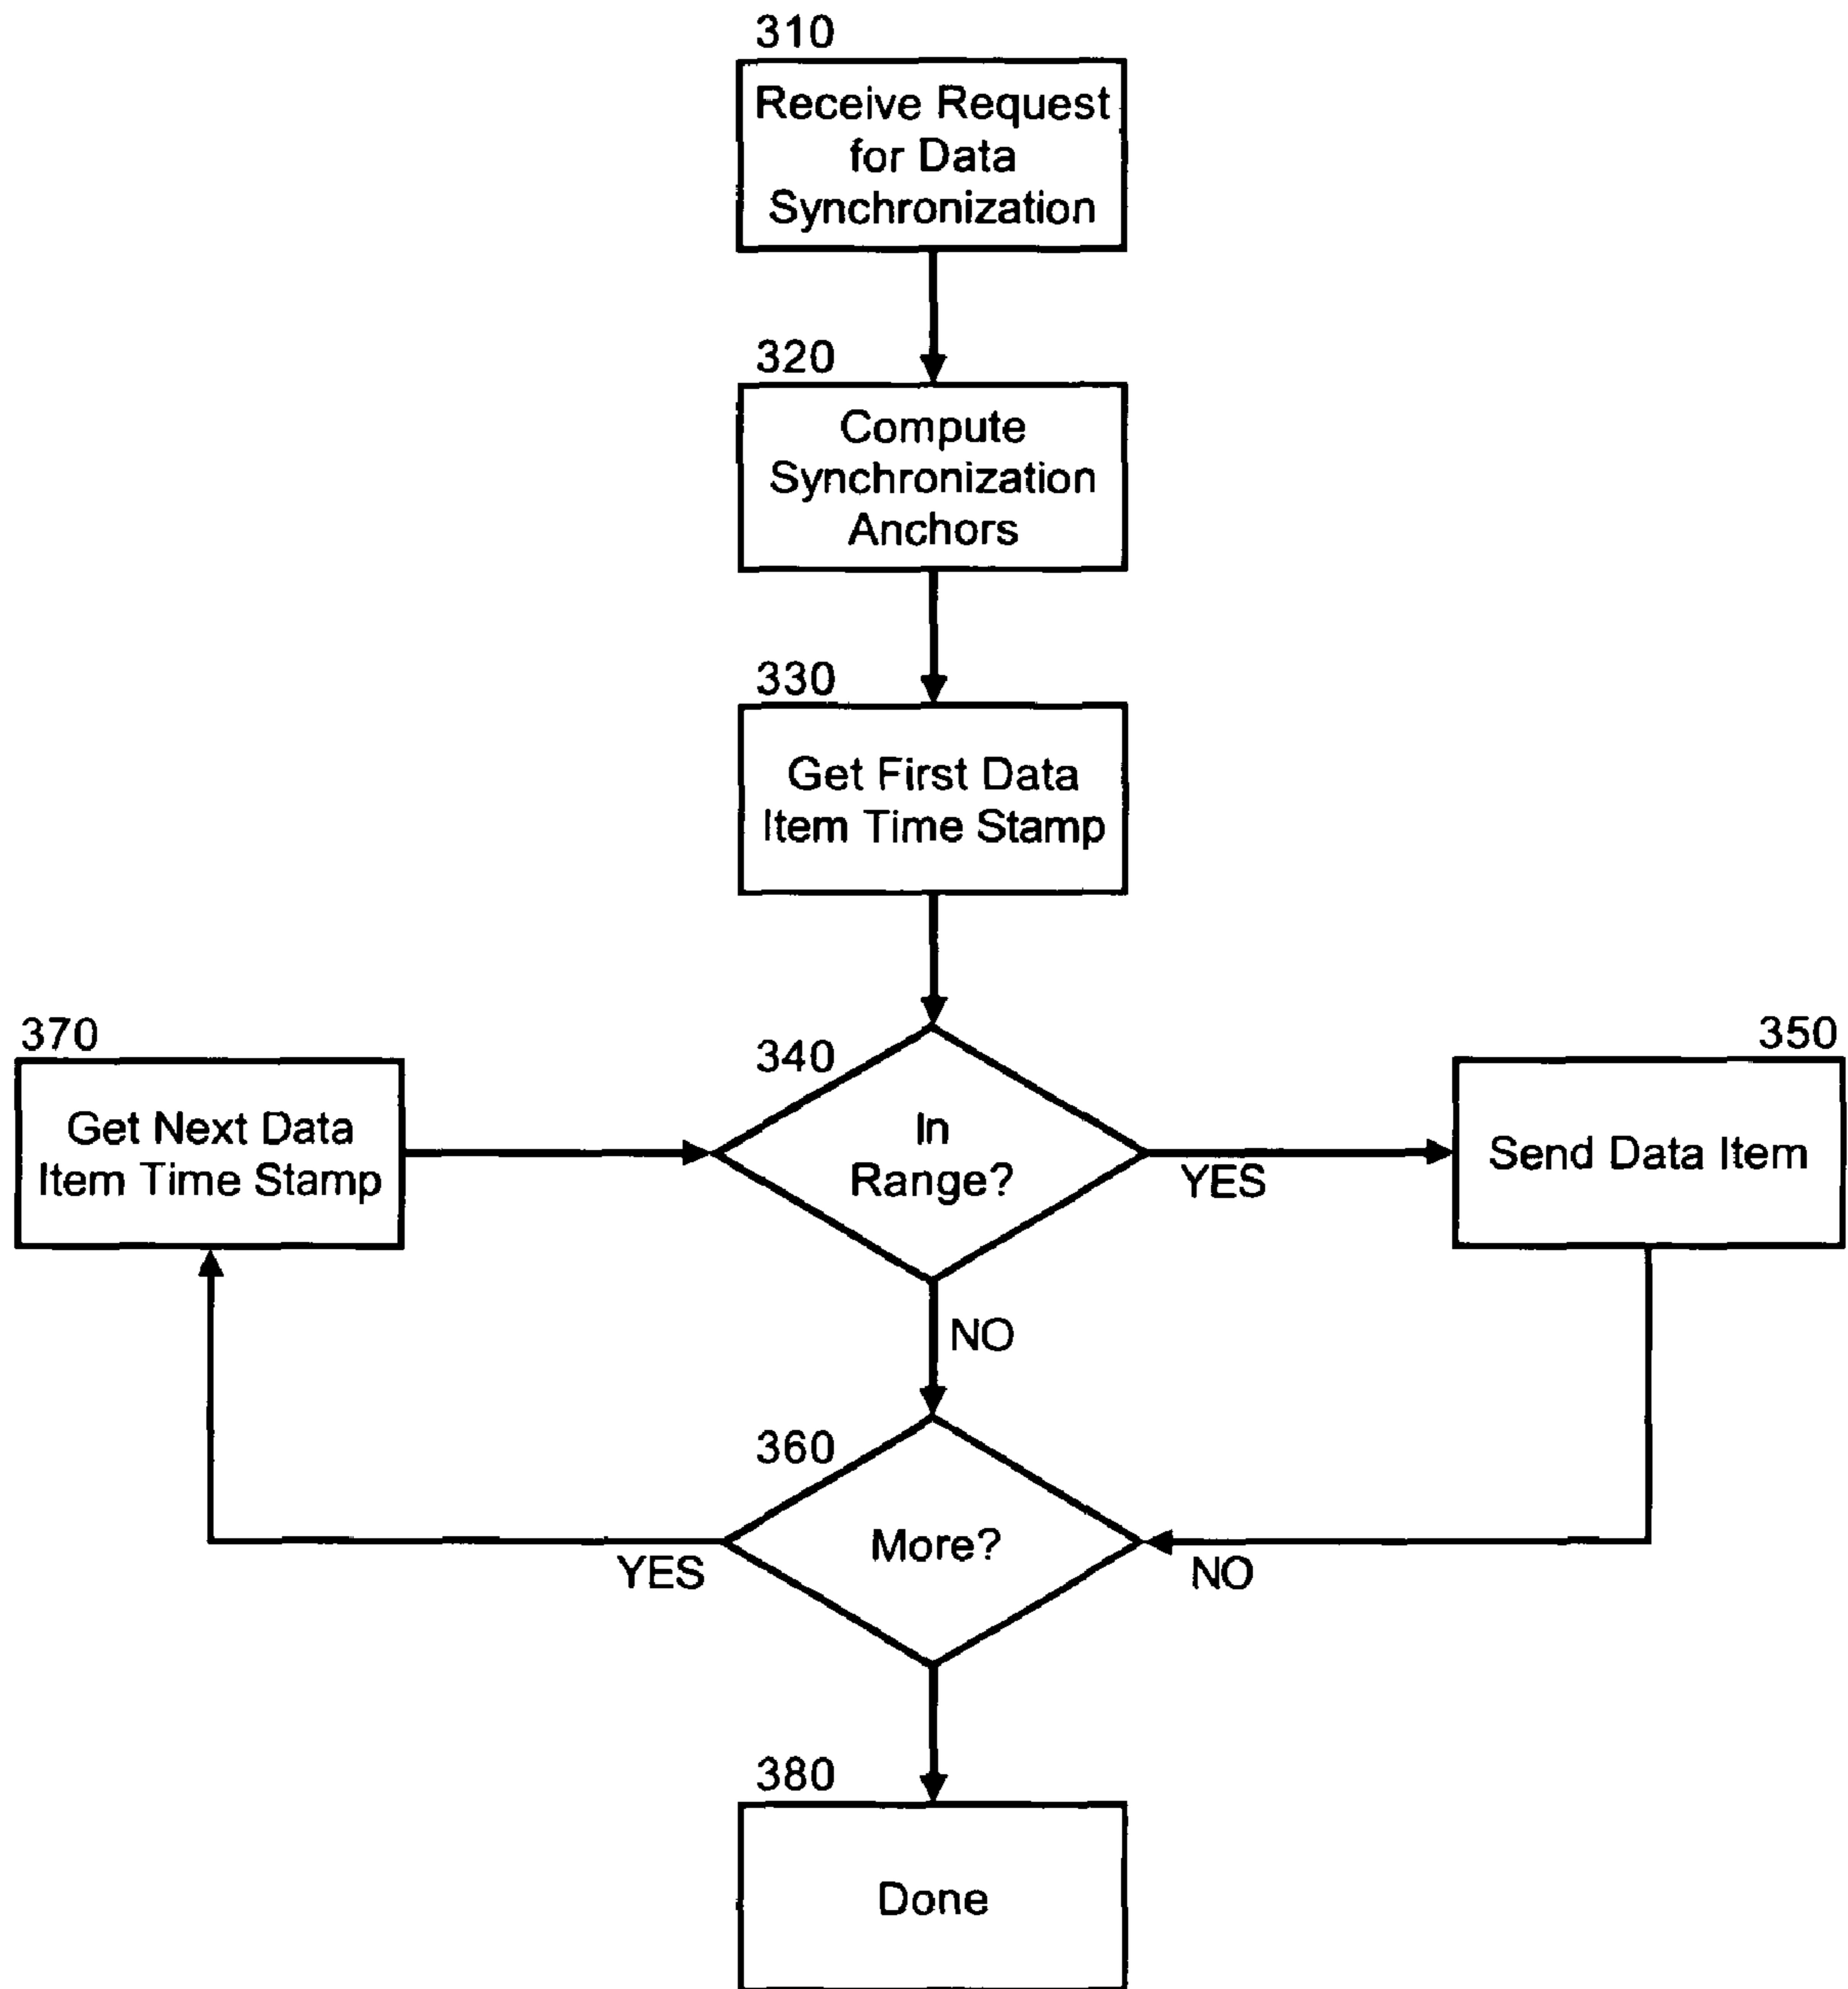 310
Receive Request
for Data
Synchronization
320
Compute
Synchronization
Anchors
330
Get First Data
Item Time Stamp
370
Get Next Data
Item Time Stamp
340
In
Range?
YES
350
Send Data Item
NO
360
More?
YES
NO
380
Done